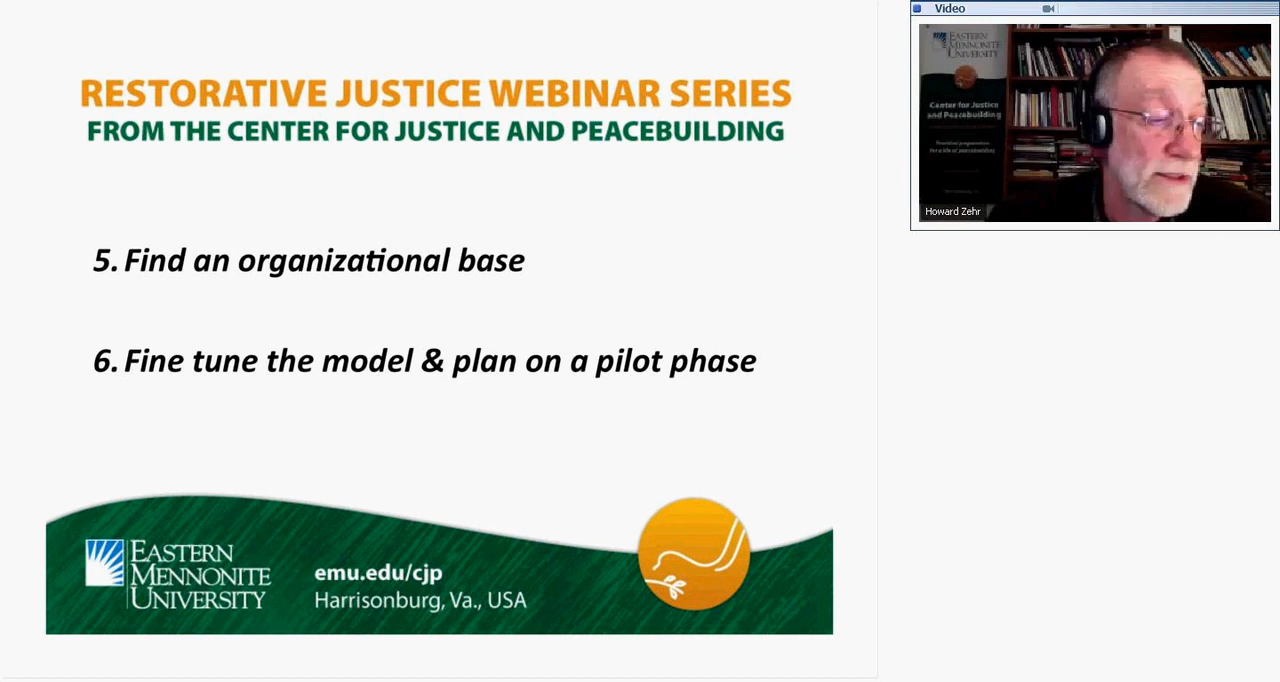 RESTORATIVE JUSTICE WEBINAR SERIES
FROM THE CENTER FOR JUSTICE AND PEACEBUILDING
5. Find an organizational base
6. Fine tune the model & plan on a pilot phase
EASTERN
MENNONITE
UNIVERSITY
emu.edu/cjp
Harrisonburg, Va., USA
Video
EASTERN
MENNONITE
UNIVERSITY
Center for Justice
and Peacebuilding
Howard Zehr